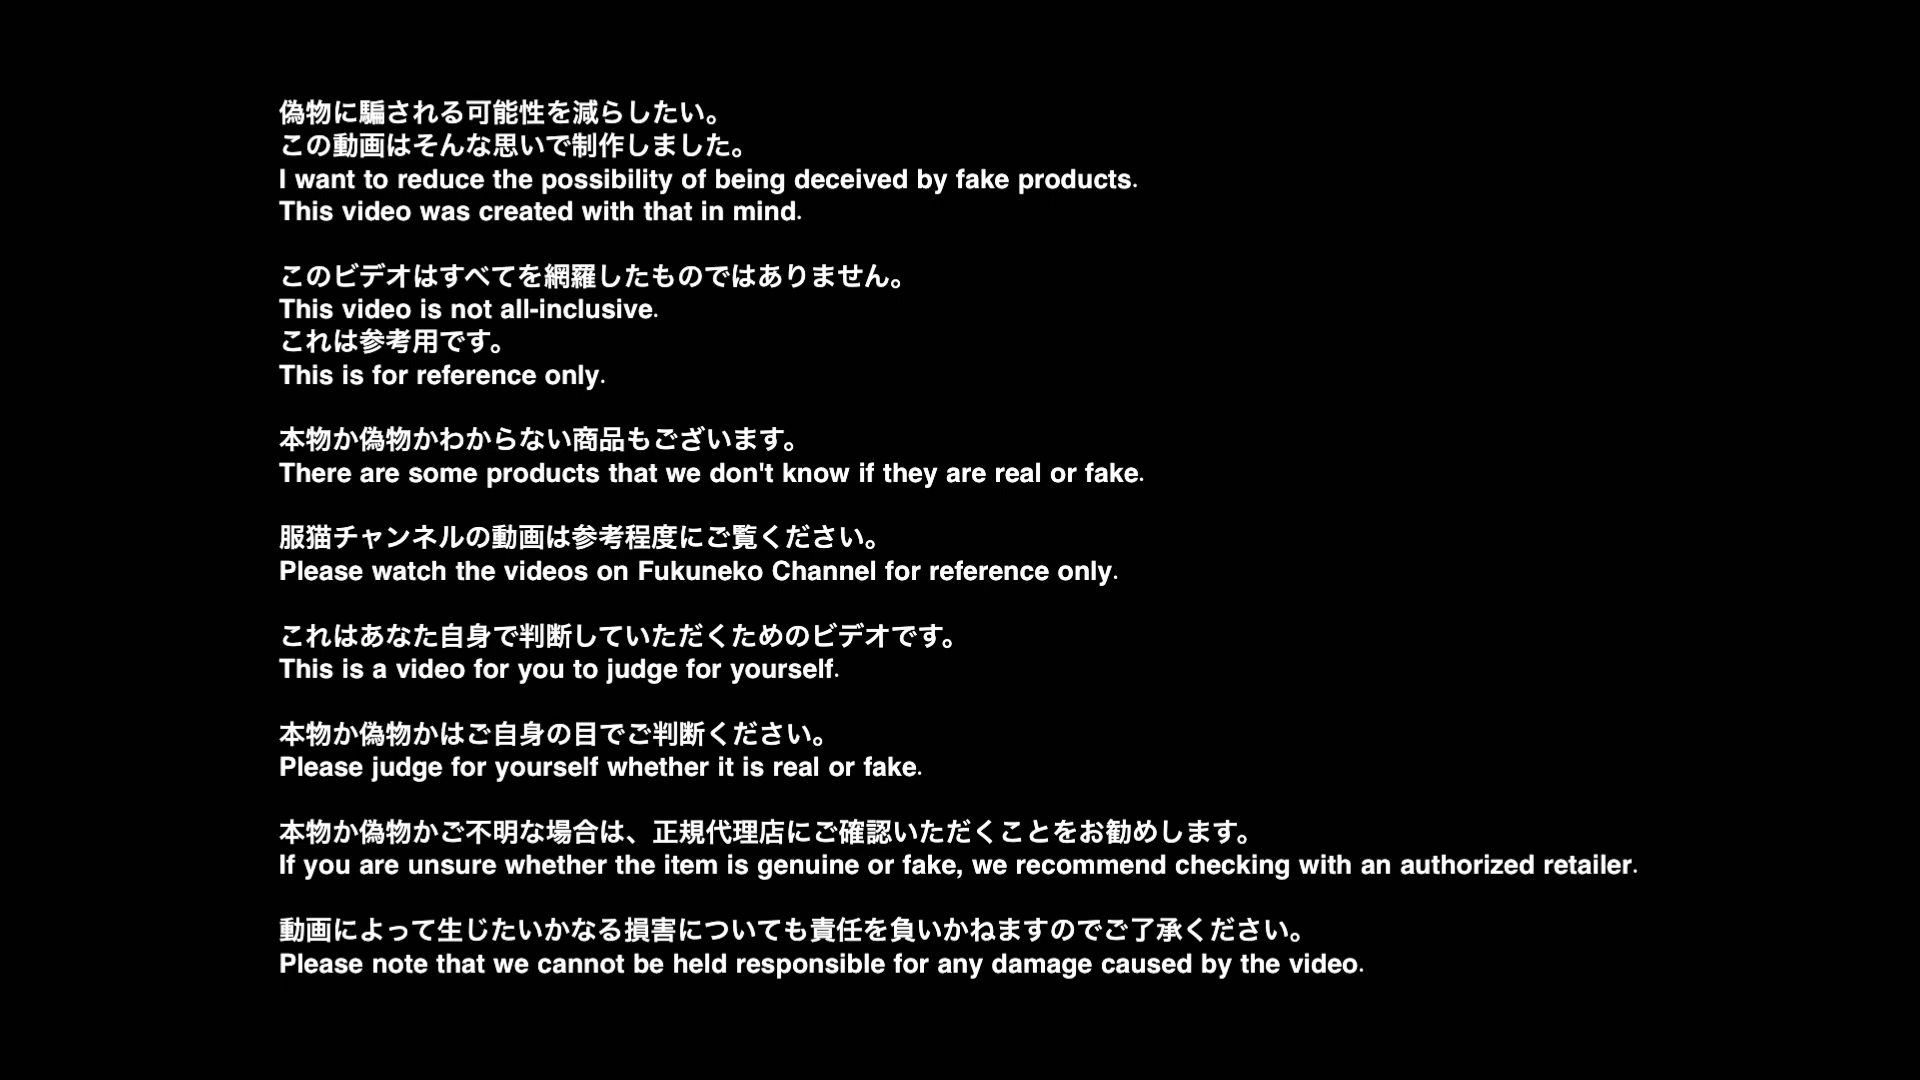 偽物に騙される可能性を減らしたい。
この動画はそんな思いで制作しました。
I want to reduce the possibility of being deceived by fake products.
This video was created with that in mind.
このビデオはすべてを網羅したものではありません。
This video is not all-inclusive.
これは参考用です。
This is for reference only.
本物か偽物かわからない商品もございます。
There are some products that we don't know if they are real or fake.
服猫チャンネルの動画は参考程度にご覧ください。
Please watch the videos on Fukuneko Channel for reference only.
これはあなた自身で判断していただくためのビデオです。
This is a video for you to judge for yourself.
本物か偽物かはご自身の目でご判断ください。
Please judge for yourself whether it is real or fake.
本物か偽物かご不明な場合は、正規代理店にご確認いただくことをお勧めします。
If you are unsure whether the item is genuine or fake, we recommend checking with an authorized retailer.
動画によって生じたいかなる損害についても責任を負いかねますのでご了承ください。
Please note that we cannot be held responsible for any damage caused by the video.